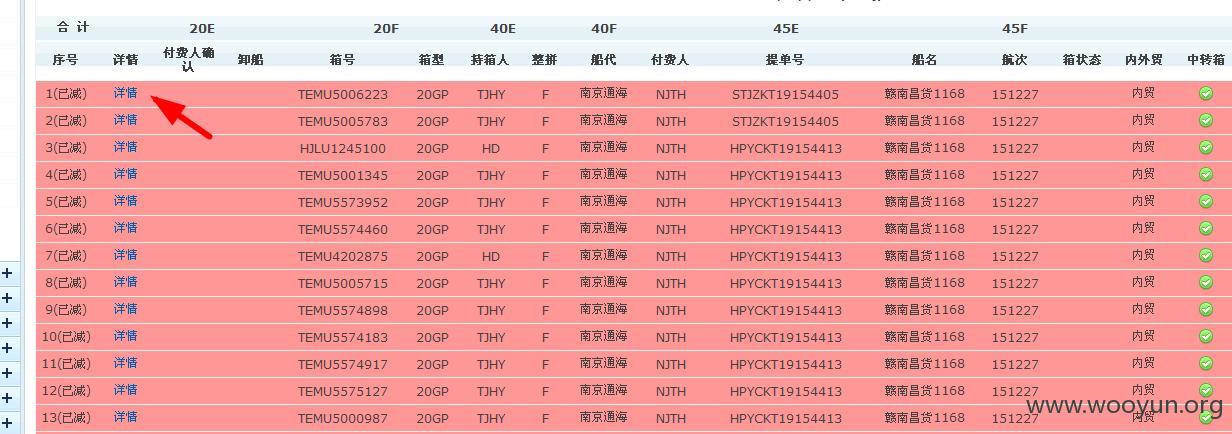 合 计 20E 20F 40E 40F 45E 45F
序号 详情 付费人确认 卸船 箱号 箱型 持箱人 整拼 船代 付费人 提单号 船名 航次 箱状态 内外贸 中转箱
1(已减) 详情 TEMU5006223 20GP TJHY F 南京通海 NJTH STJZKT19154405 赣南昌货1168 151227 内贸
2(已减) 详情 TEMU5005783 20GP TJHY F 南京通海 NJTH STJZKT19154405 赣南昌货1168 151227 内贸
3(已减) 详情 HJLU1245100 20GP HD F 南京通海 NJTH HPYCKT19154413 赣南昌货1168 151227 内贸
4(已减) 详情 TEMU5001345 20GP TJHY F 南京通海 NJTH HPYCKT19154413 赣南昌货1168 151227 内贸
5(已减) 详情 TEMU5573952 20GP TJHY F 南京通海 NJTH HPYCKT19154413 赣南昌货1168 151227 内贸
6(已减) 详情 TEMU5574460 20GP TJHY F 南京通海 NJTH HPYCKT19154413 赣南昌货1168 151227 内贸
7(已减) 详情 TEMU4202875 20GP HD F 南京通海 NJTH HPYCKT19154413 赣南昌货1168 151227 内贸
8(已减) 详情 TEMU5005715 20GP TJHY F 南京通海 NJTH HPYCKT19154413 赣南昌货1168 151227 内贸
9(已减) 详情 TEMU5574898 20GP TJHY F 南京通海 NJTH HPYCKT19154413 赣南昌货1168 151227 内贸
10(已减) 详情 TEMU5574183 20GP TJHY F 南京通海 NJTH HPYCKT19154413 赣南昌货1168 151227 内贸
11(已减) 详情 TEMU5574917 20GP TJHY F 南京通海 NJTH HPYCKT19154413 赣南昌货1168 151227 内贸
12(已减) 详情 TEMU5575127 20GP TJHY F 南京通海 NJTH HPYCKT19154413 赣南昌货1168 151227 内贸
13(已减) 详情 TEMU5000987 20GP TJHY F 南京通海 NJTH HPYCKT19154413 赣南昌货1168 151227 内贸
www.wooyun.org